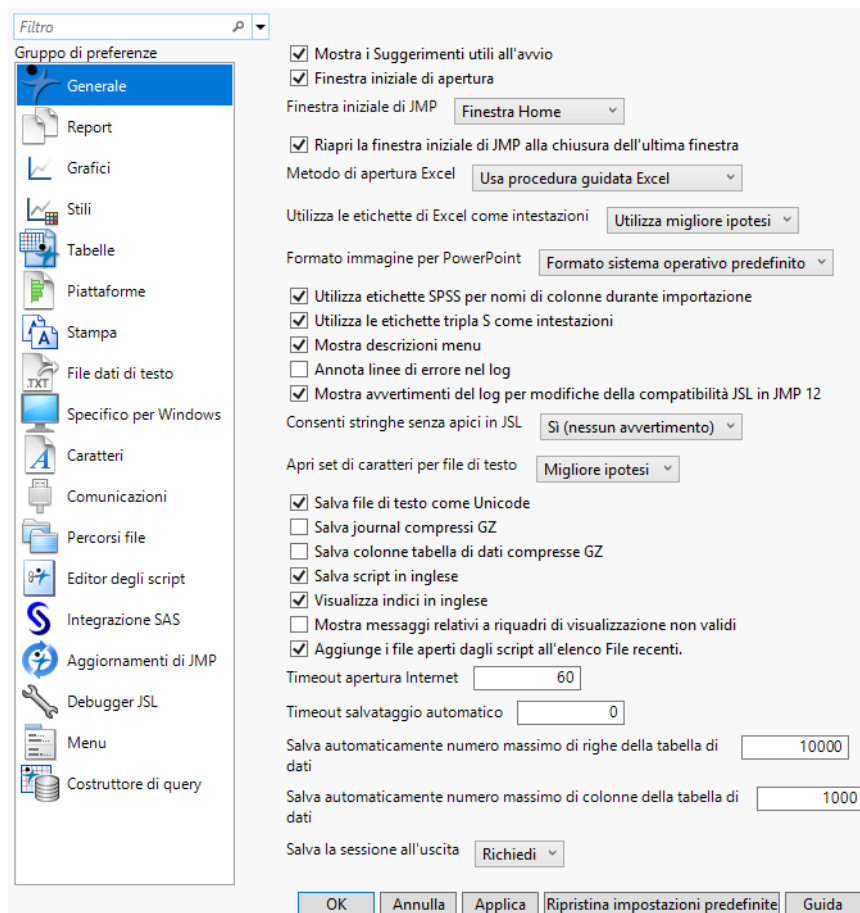 Filtro
Gruppo di preferenze
Generale
Report
Grafici
Stili
Tabelle
Piattaforme
Stampa
.TXT File dati di testo
Specifico per Windows
A Caratteri
Comunicazioni
Percorsi file
Editor degli script
S Integrazione SAS
Aggiornamenti di JMP
Debugger JSL
Menu
Costruttore di query
Mostra i Suggerimenti utili all'avvio
Finestra iniziale di apertura
Finestra iniziale di JMP Finestra Home
Riapri la finestra iniziale di JMP alla chiusura dell'ultima finestra
Metodo di apertura Excel Usa procedura guidata Excel
Utilizza le etichette di Excel come intestazioni Utilizza migliore ipotesi
Formato immagine per PowerPoint Formato sistema operativo predefinito
Utilizza etichette SPSS per nomi di colonne durante importazione
Utilizza le etichette tripla S come intestazioni
Mostra descrizioni menu
Annota linee di errore nel log
Mostra avvertimenti del log per modifiche della compatibilità JSL in JMP 12
Consenti stringhe senza apici in JSL Sì (nessun avvertimento)
Apri set di caratteri per file di testo Migliore ipotesi
Salva file di testo come Unicode
Salva journal compressi GZ
Salva colonne tabella di dati compresse GZ
Salva script in inglese
Visualizza indici in inglese
Mostra messaggi relativi a riquadri di visualizzazione non validi
Aggiunge i file aperti dagli script all'elenco File recenti.
Timeout apertura Internet 60
Timeout salvataggio automatico 0
Salva automaticamente numero massimo di righe della tabella di 10000
dati
Salva automaticamente numero massimo di colonne della tabella di 1000
dati
Salva la sessione all'uscita Richiedi
OK Annulla Applica Ripristina impostazioni predefinite Guida